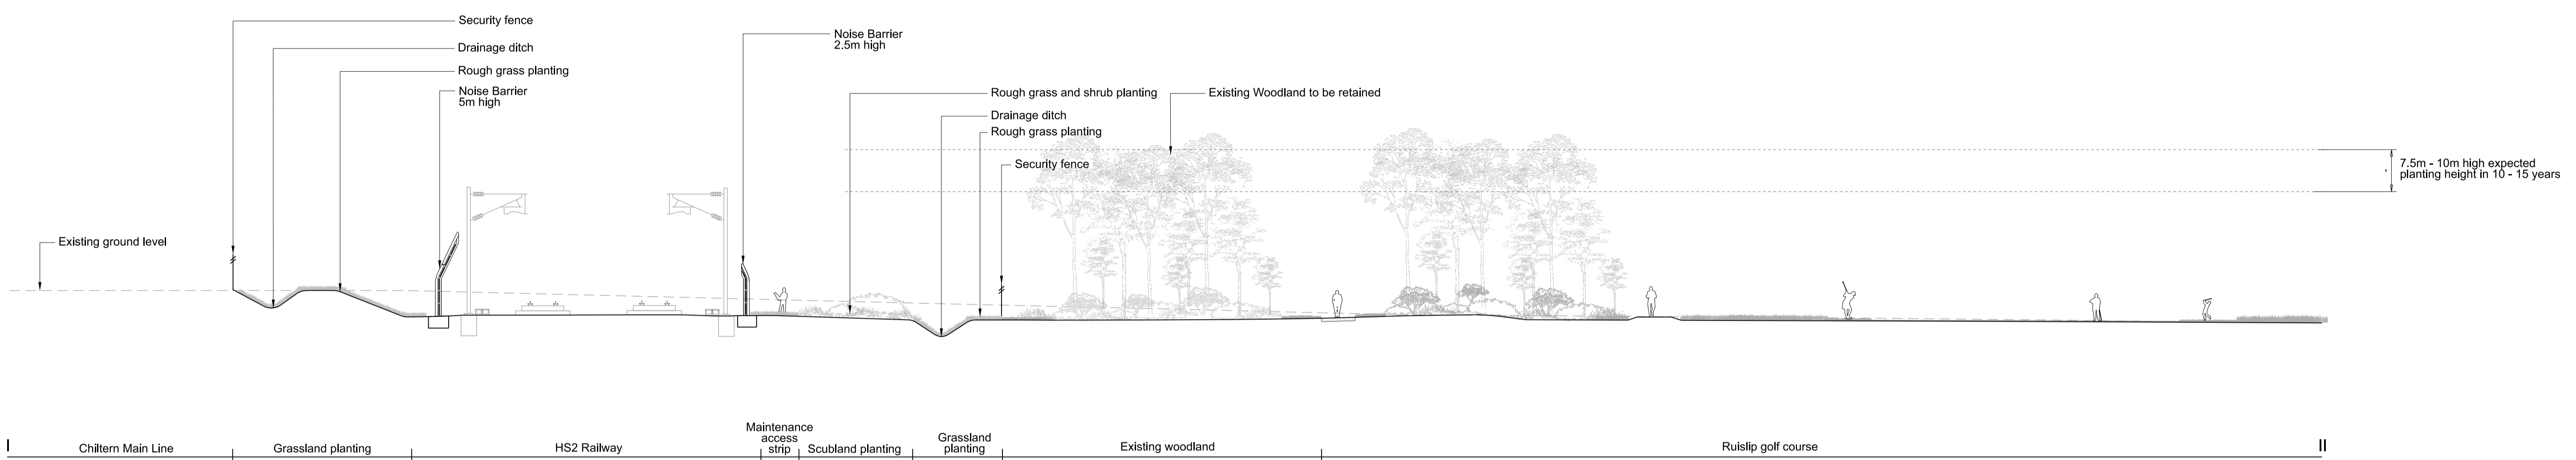 Security fence
Drainage ditch
Rough grass planting
Noise Barrier
5m high
Existing ground level
Noise Barrier
2.5m high
Rough grass and shrub planting
Drainage ditch
Rough grass planting
Security fence
Existing Woodland to be retained
7.5m - 10m high expected
planting height in 10 - 15 years
I
Chiltern Main Line
Grassland planting
HS2 Railway
Maintenance
access
strip
Scubland planting
Grassland
planting
Existing woodland
Ruislip golf course
II